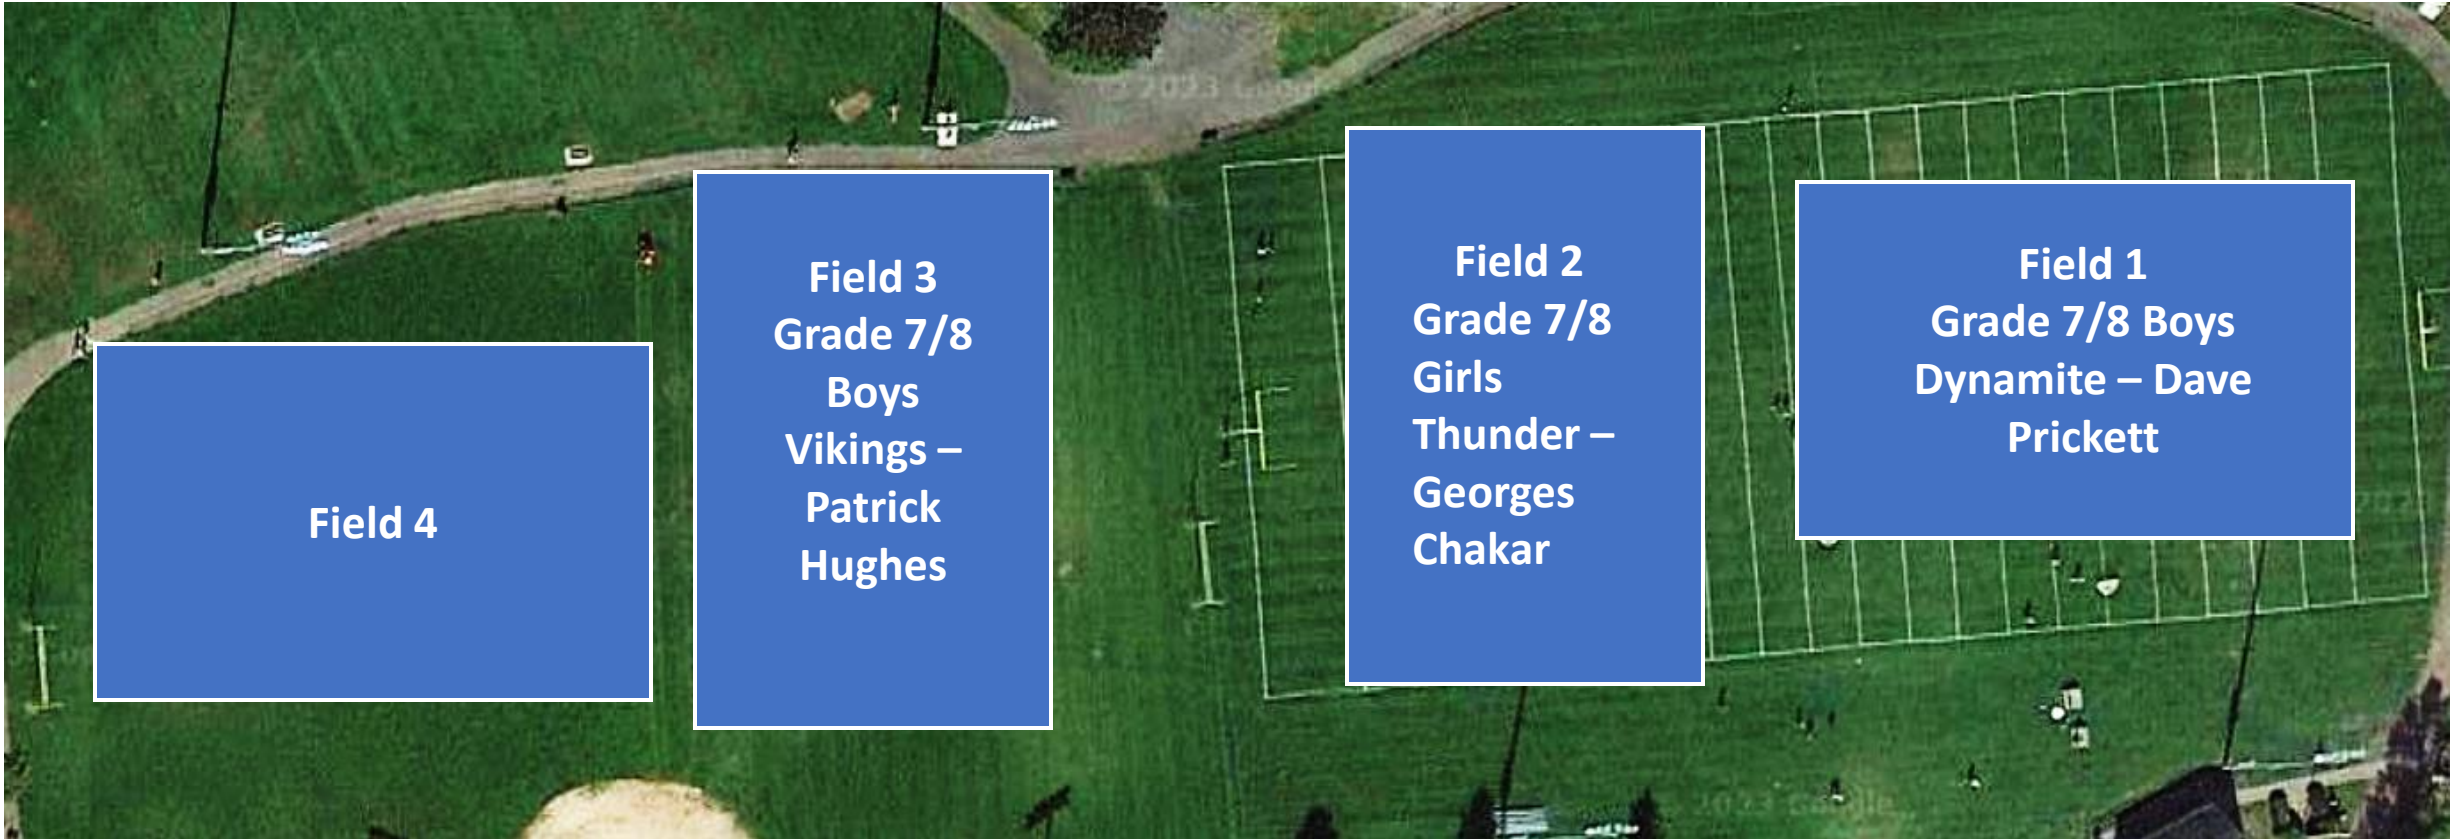 Field 4
Field 3
Grade 7/8
Boys
Vikings –
Patrick
Hughes
Field 2
Grade 7/8
Girls
Thunder –
Georges
Chakar
Field 1
Grade 7/8 Boys
Dynamite – Dave
Prickett